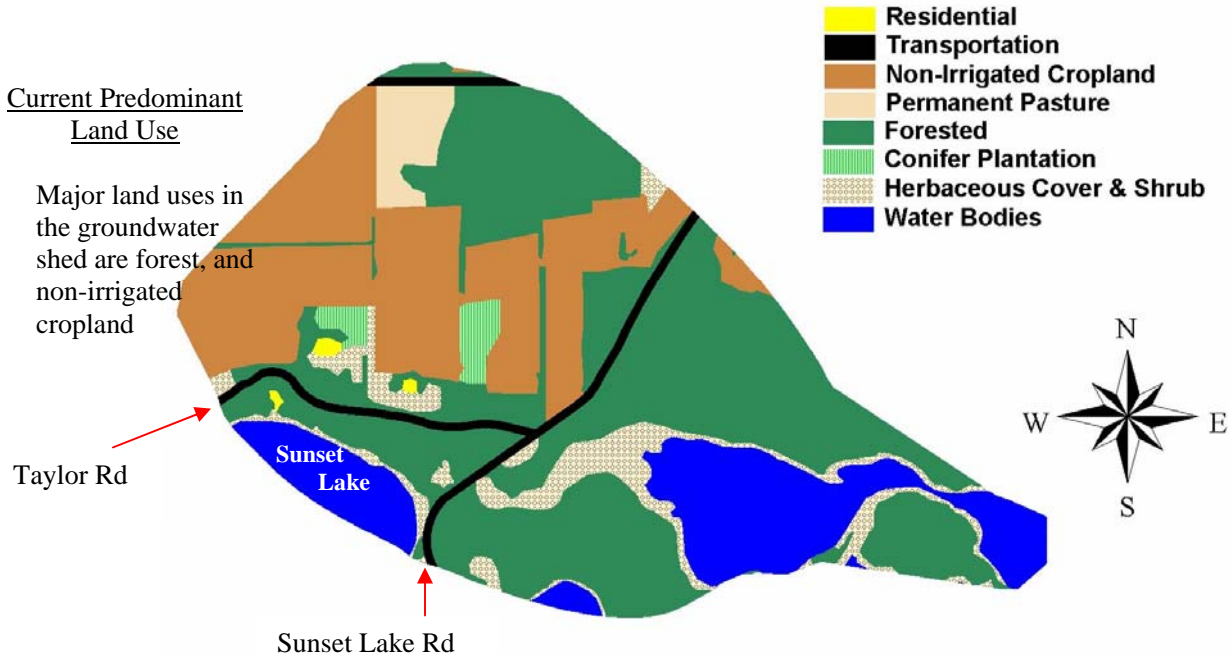 Current Predominant
Land Use
Major land uses in
the groundwater
shed are forest, and
non-irrigated
cropland
Residential
Transportation
Non-Irrigated Cropland
Permanent Pasture
Forested
Conifer Plantation
Herbaceous Cover & Shrub
Water Bodies
N
W
E
S
Sunset
Lake
Taylor Rd
Sunset Lake Rd